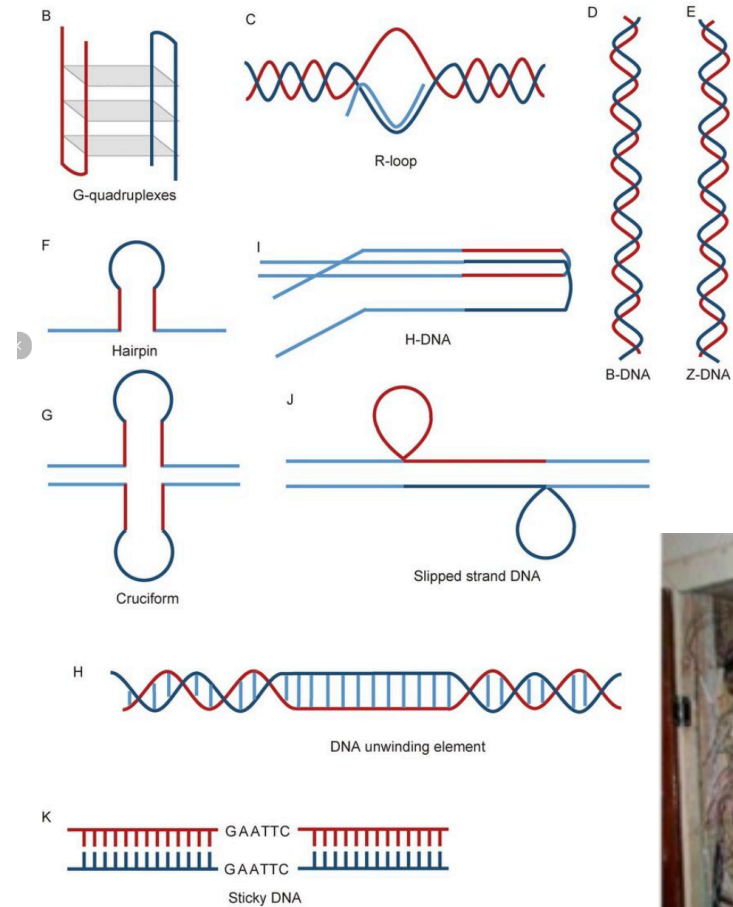 B
G-quadruplexes
C
R-loop
D
B-DNA
E
Z-DNA
F
Hairpin
I
H-DNA
G
Cruciform
J
Slipped strand DNA
H
DNA unwinding element
K
GAATTC
GAATTC
Sticky DNA